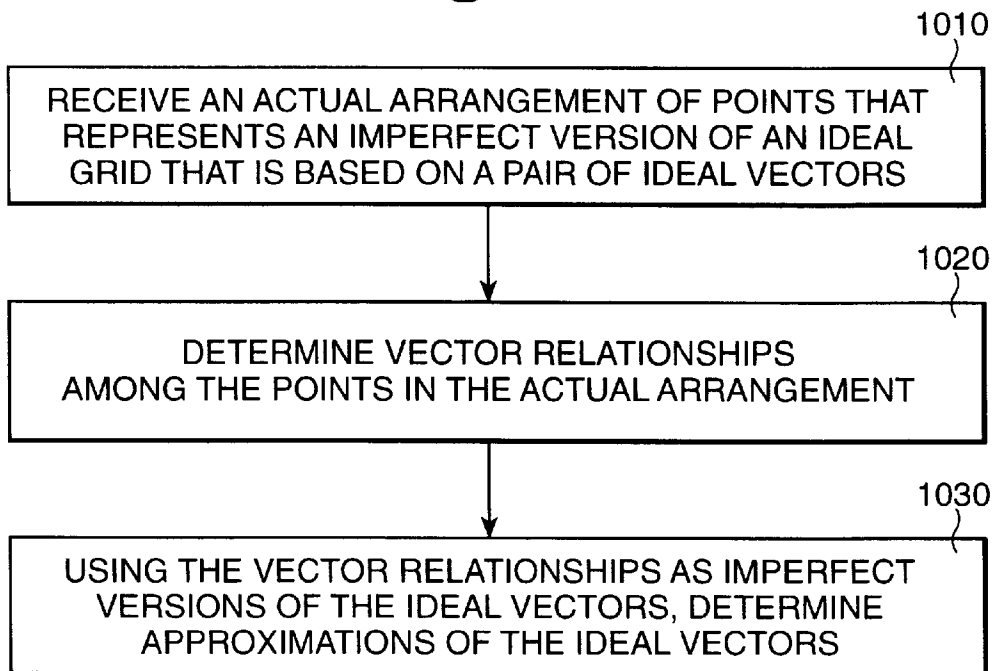 1010
RECEIVE AN ACTUAL ARRANGEMENT OF POINTS THAT
REPRESENTS AN IMPERFECT VERSION OF AN IDEAL
GRID THAT IS BASED ON A PAIR OF IDEAL VECTORS
1020
DETERMINE VECTOR RELATIONSHIPS
AMONG THE POINTS IN THE ACTUAL ARRANGEMENT
1030
USING THE VECTOR RELATIONSHIPS AS IMPERFECT
VERSIONS OF THE IDEAL VECTORS, DETERMINE
APPROXIMATIONS OF THE IDEAL VECTORS